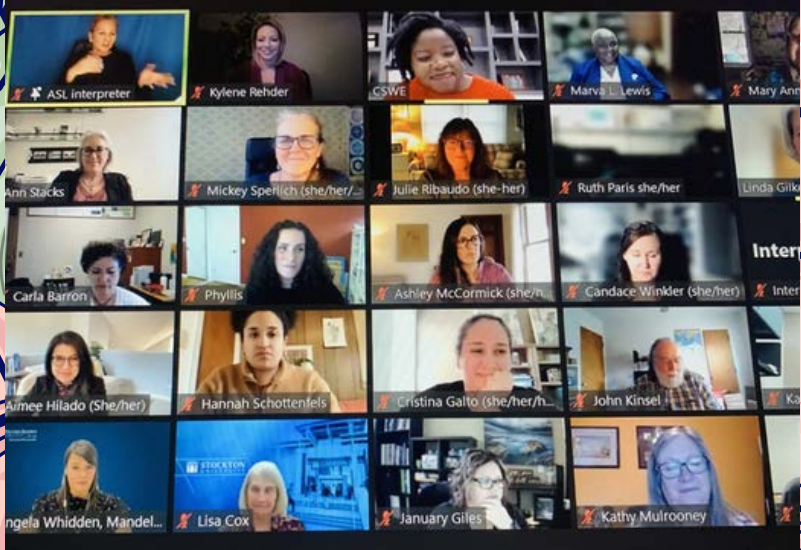 ASL interpreter
Kylene Rehder
CSWE
Marva L. Lewis
Mary Ann
Ann Stacks
Mickey Sperlich (she/her/...
Julie Ribaudo (she-her)
Ruth Paris she/her
Linda Gilk
Carla Barron
Phyllis
Ashley McCormick (she/h
Candace Winkler (she/her)
Inter
Inter
Aimee Hilado (She/her)
Hannah Schottenfels
Cristina Galto (she/her/h...
John Kinsel
Ka
STOCKTON
UNIVERSITY
ngela Whidden, Mandel...
Lisa Cox
January Giles
Kathy Mulrooney